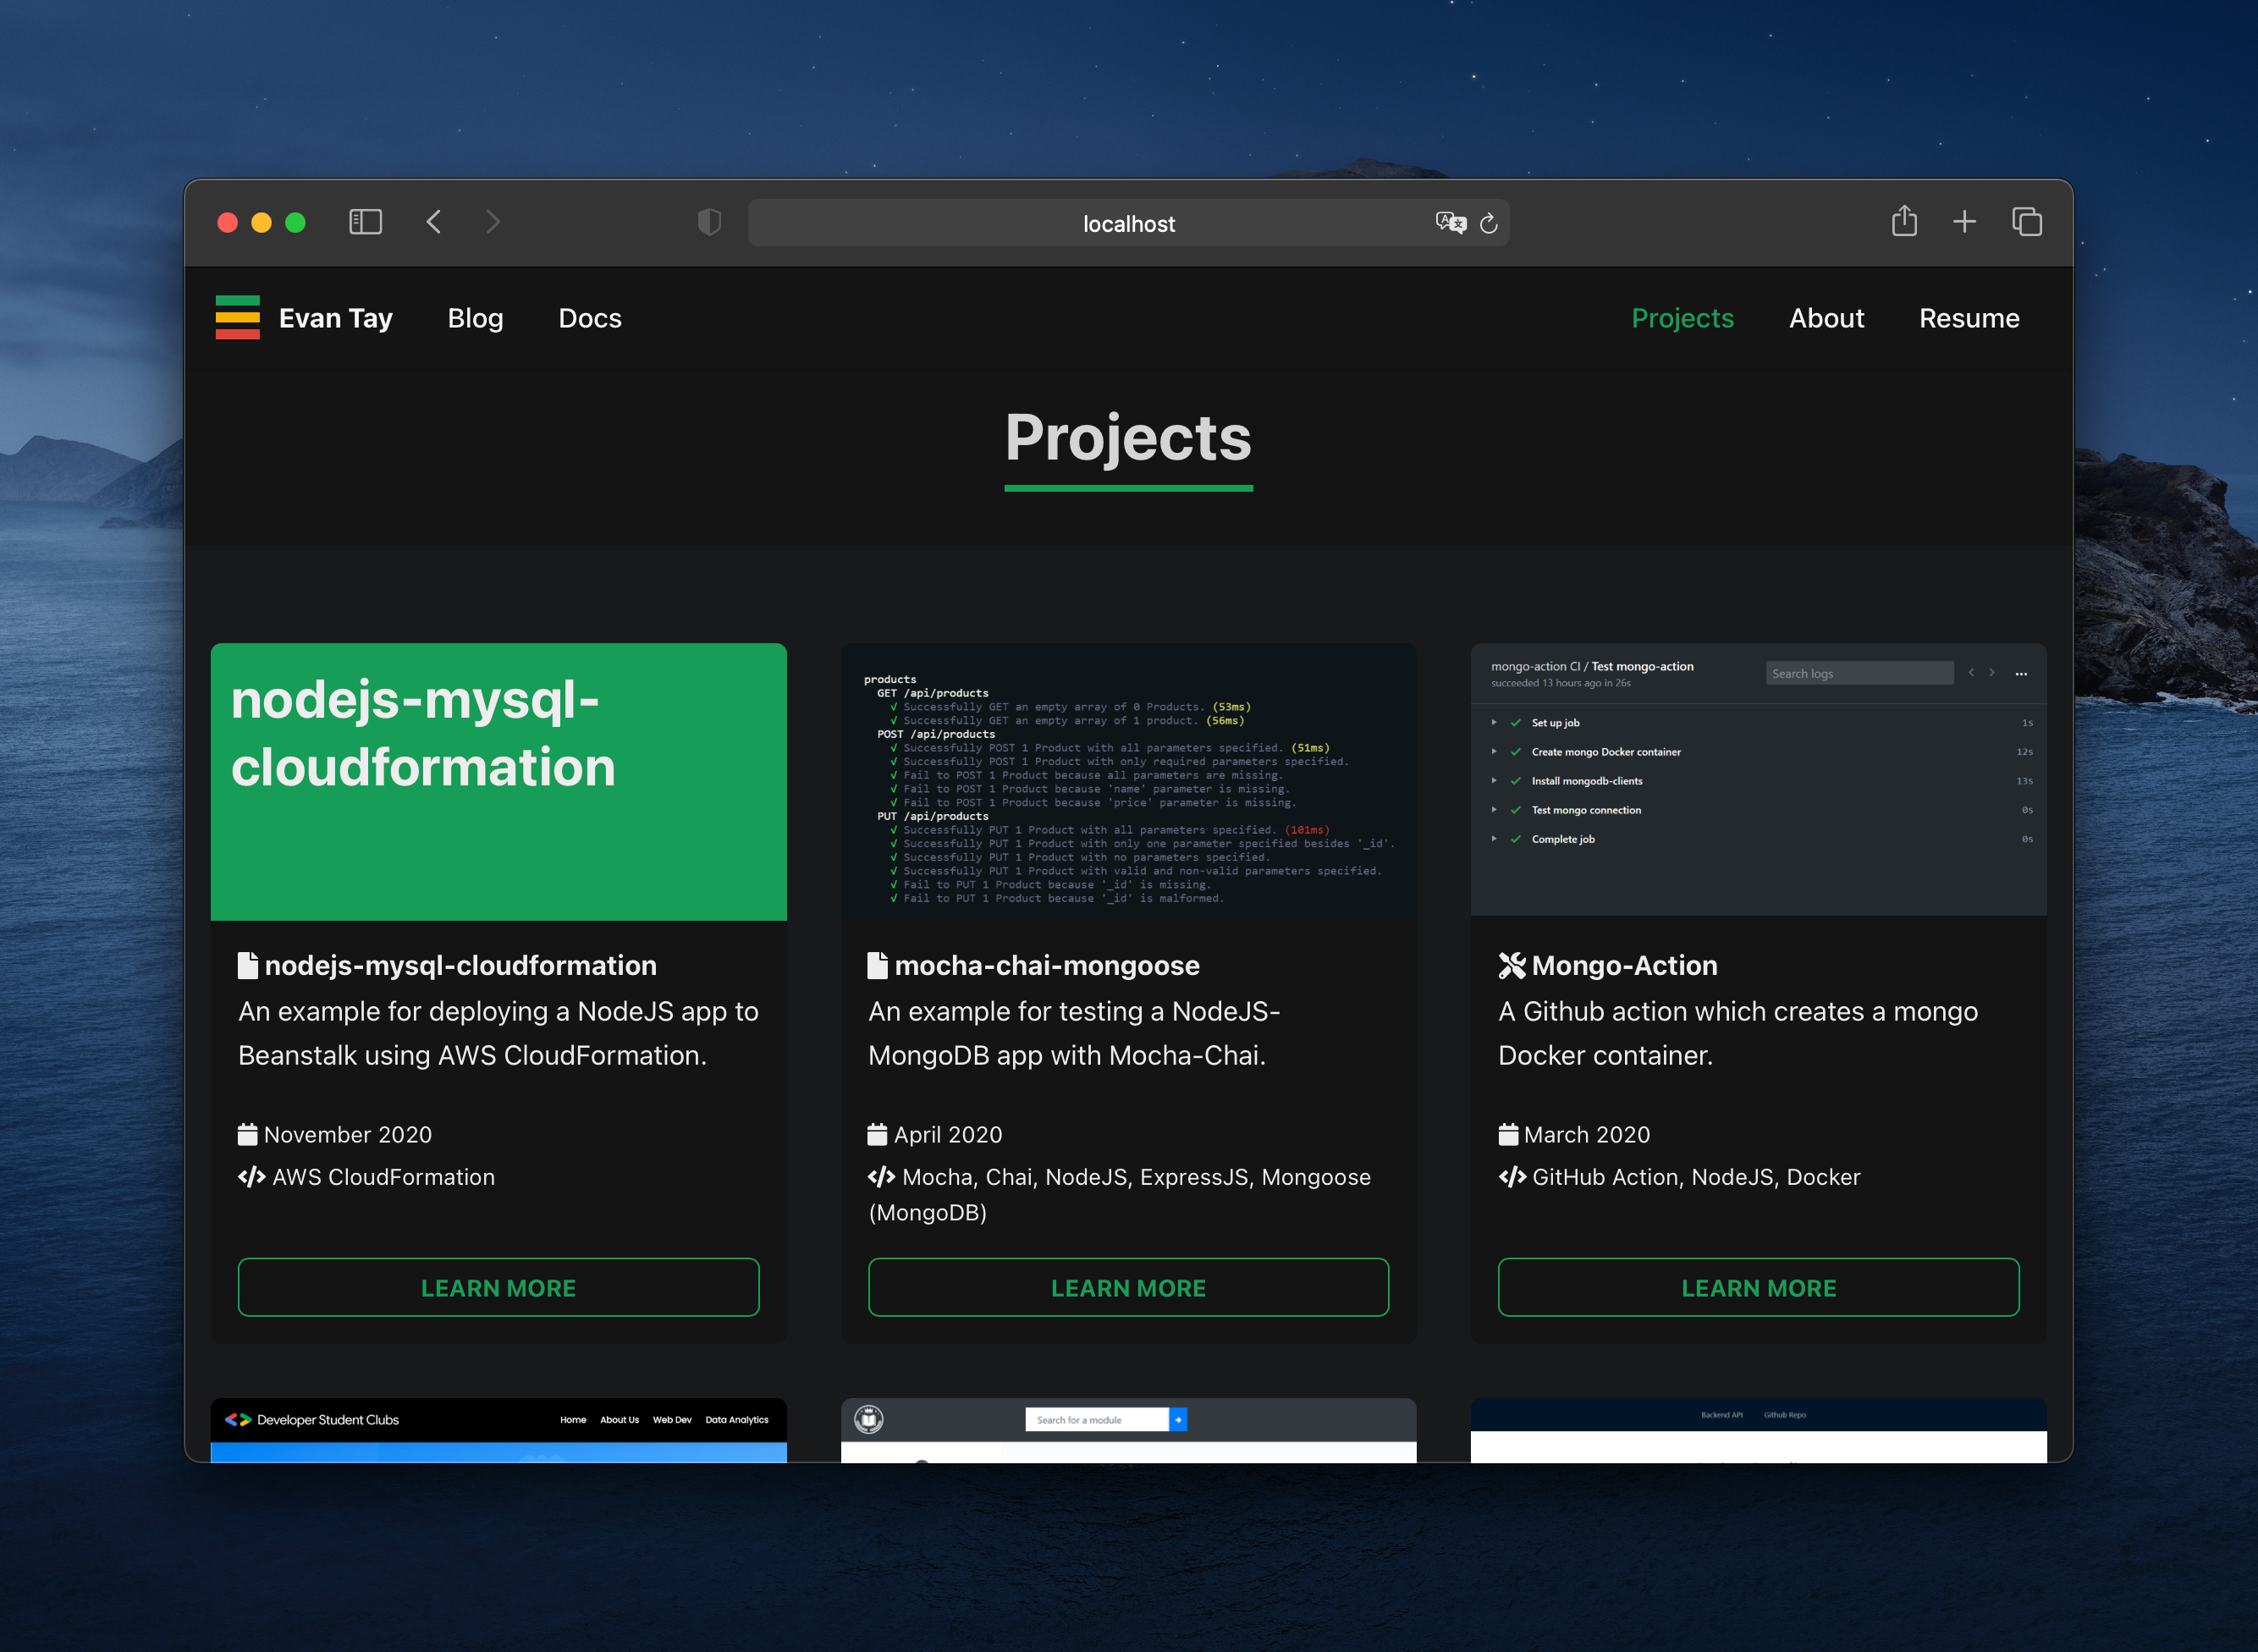 localhost
Evan Tay Blog Docs Projects About Resume
Projects
nodejs-mysql-
cloudformation
nodejs-mysql-cloudformation
An example for deploying a NodeJS app to
Beanstalk using AWS CloudFormation.
November 2020
</> AWS CloudFormation
LEARN MORE
products
GET /api/products
√ Successfully GET an empty array of 0 Products. (53ms)
√ Successfully GET an empty array of 1 product. (56ms)
POST /api/products
√ Successfully POST 1 Product with all parameters specified. (51ms)
√ Successfully POST 1 Product with only required parameters specified.
√ Fail to POST 1 Product because all parameters are missing.
√ Fail to POST 1 Product because 'name' parameter is missing.
√ Fail to POST 1 Product because 'price' parameter is missing.
PUT /api/products
√ Successfully PUT 1 Product with all parameters specified. (101ms)
√ Successfully PUT 1 Product with only one parameter specified besides '_id'.
√ Successfully PUT 1 Product with no parameters specified.
√ Successfully PUT 1 Product with valid and non-valid parameters specified.
√ Fail to PUT 1 Product because '_id' is missing.
√ Fail to PUT 1 Product because '_id' is malformed.
mocha-chai-mongoose
An example for testing a NodeJS-
MongoDB app with Mocha-Chai.
April 2020
</> Mocha, Chai, NodeJS, ExpressJS, Mongoose
(MongoDB)
LEARN MORE
mongo-action CI / Test mongo-action
succeeded 13 hours ago in 26s
Search logs
Set up job 1s
Create mongo Docker container 12s
Install mongodb-clients 13s
Test mongo connection 0s
Complete job 0s
Mongo-Action
A Github action which creates a mongo
Docker container.
March 2020
</> GitHub Action, NodeJS, Docker
LEARN MORE
Developer Student Clubs Home About Us Web Dev Data Analytics
Search for a module
Backend API Github Repo